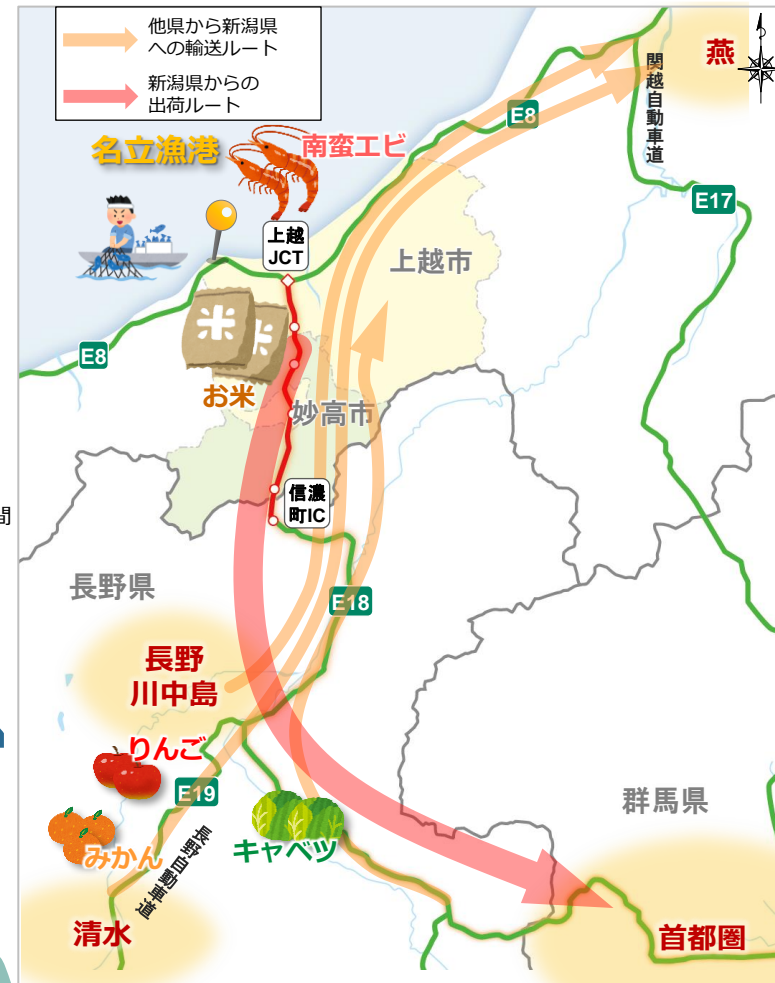 他県から新潟県
への輸送ルート
新潟県からの
出荷ルート
燕
関越自動車道
E8
名立漁港
南蛮エビ
E17
上越
JCT
上越市
米
米
E8
お米
妙高市
信濃
町IC
間
長野県
E18
長野
川中島
りんご
E19
群馬県
みかん
キャベツ
長野自動車道
清水
首都圏